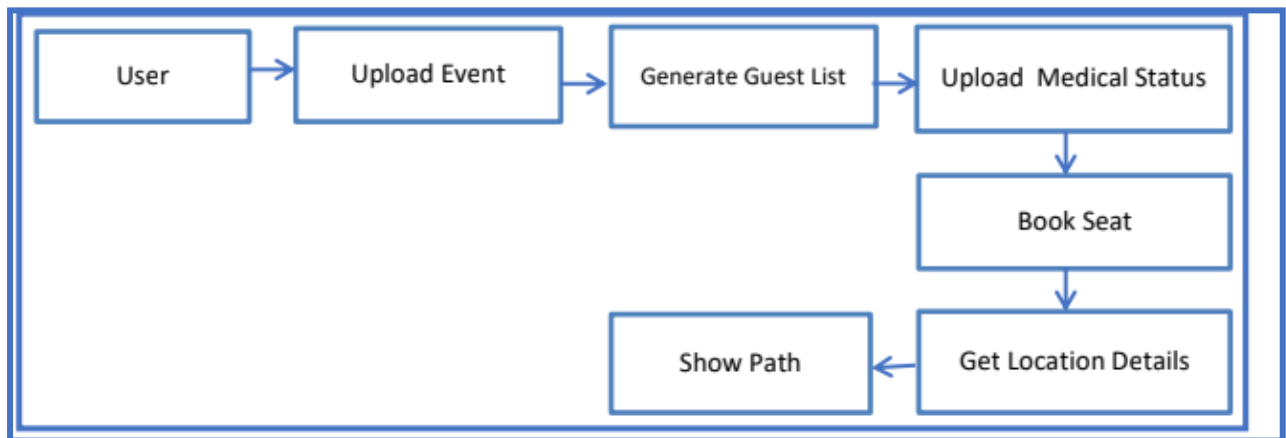 User
Upload Event
Generate Guest List
Upload  Medical Status
Book Seat
Get Location Details
Show Path